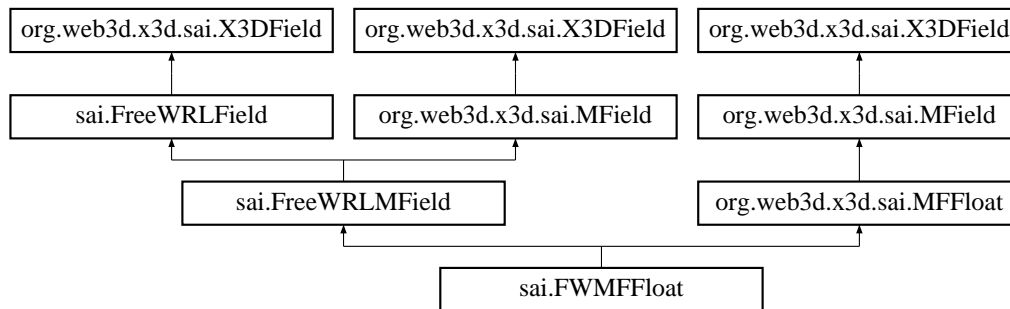 org.web3d.x3d.sai.X3DField
org.web3d.x3d.sai.X3DField
org.web3d.x3d.sai.X3DField
sai.FreeWRLField
org.web3d.x3d.sai.MField
org.web3d.x3d.sai.MField
sai.FreeWRLMField
org.web3d.x3d.sai.MFFloat
sai.FWMFFloat